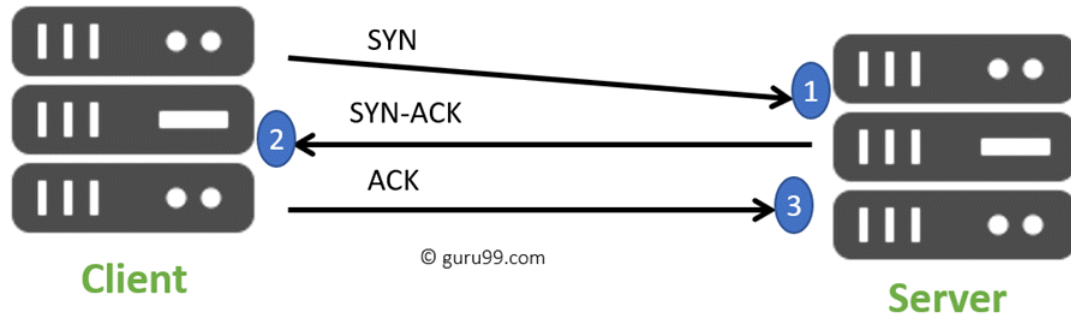 SYN
1
SYN-ACK
2
ACK
3
© guru99.com
Client
Server